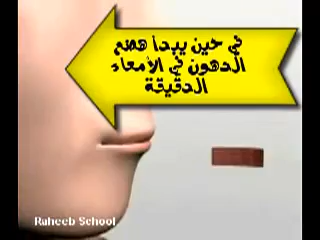 في حين يبدأ هضم
الدهون في الأمعاء
الدقيقة
Raheeb School